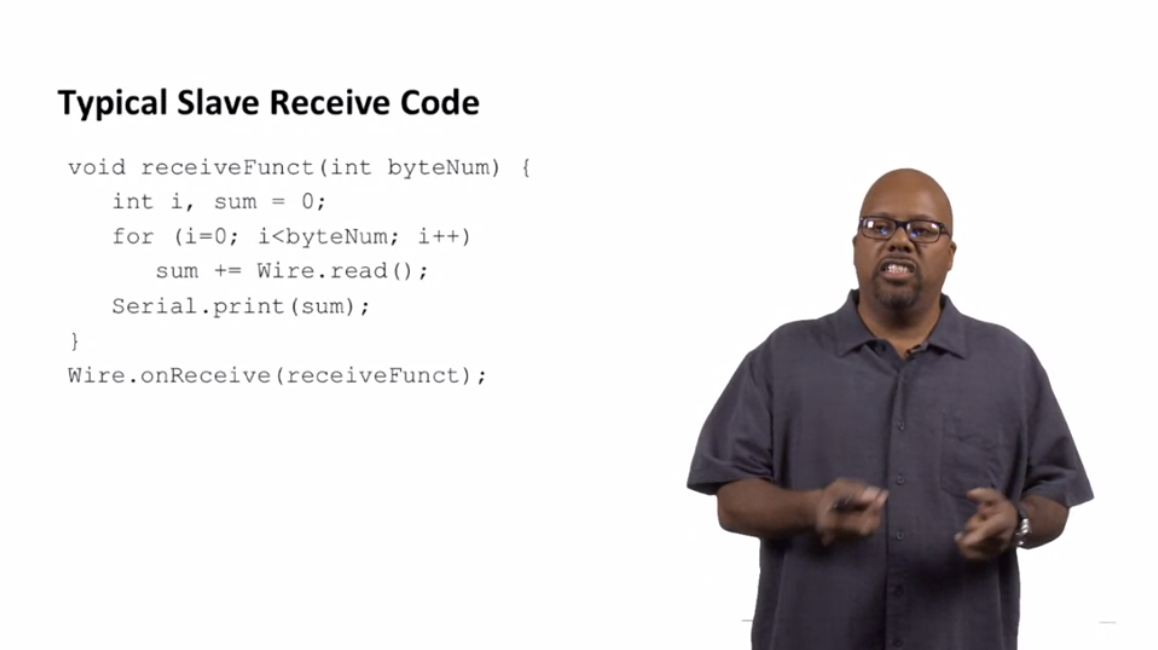 Typical Slave Receive Code
void receiveFunct(int byteNum) {
int i, sum = 0;
for (i=0; i<byteNum; i++)
sum += Wire.read();
Serial.print(sum);
}
Wire.onReceive(receiveFunct);